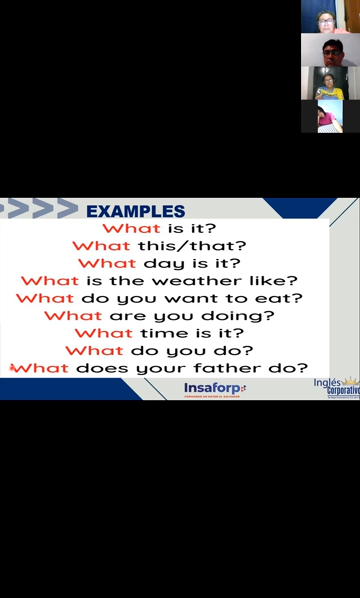 EXAMPLES
What is it?
What this/that?
What day is it?
What is the weather like?
What do you want to eat?
What are you doing?
What time is it?
What do you do?
What does your father do?
Insaforp
Inglés
corporativo